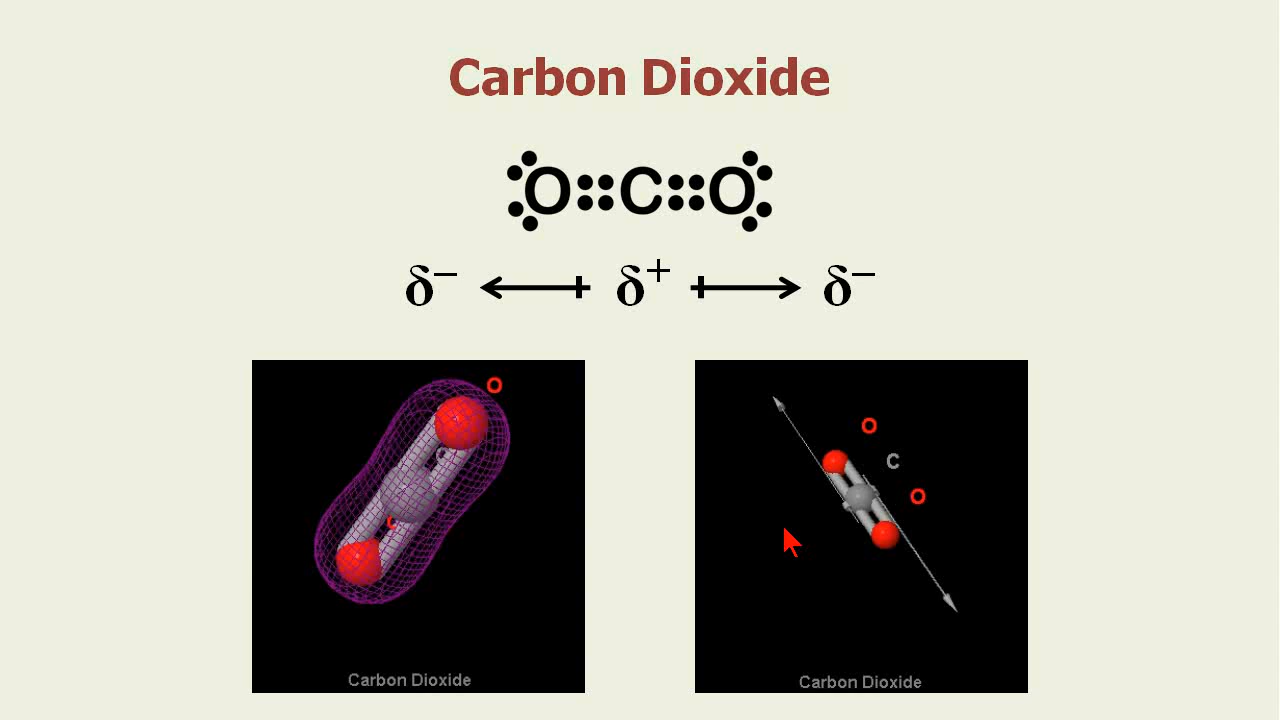 Carbon Dioxide
O::C::O
δ− δ+ δ−
O
C
O
Carbon Dioxide
O
C
O
Carbon Dioxide